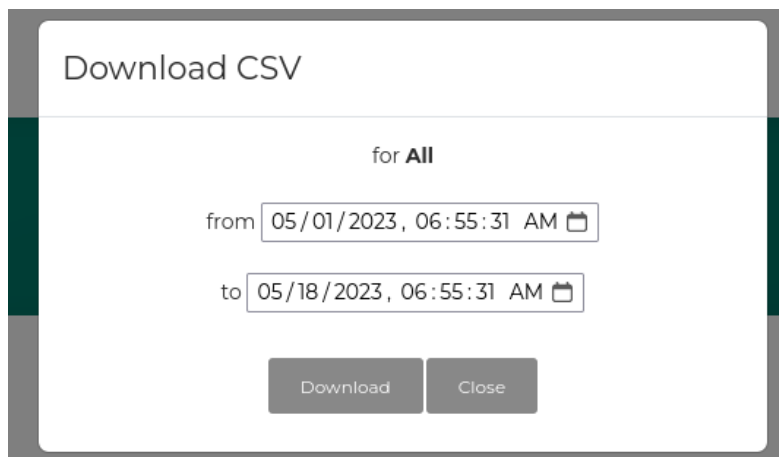 Download CSV
for All
from 05/01/2023, 06:55:31 AM
to 05/18/2023, 06:55:31 AM
Download Close